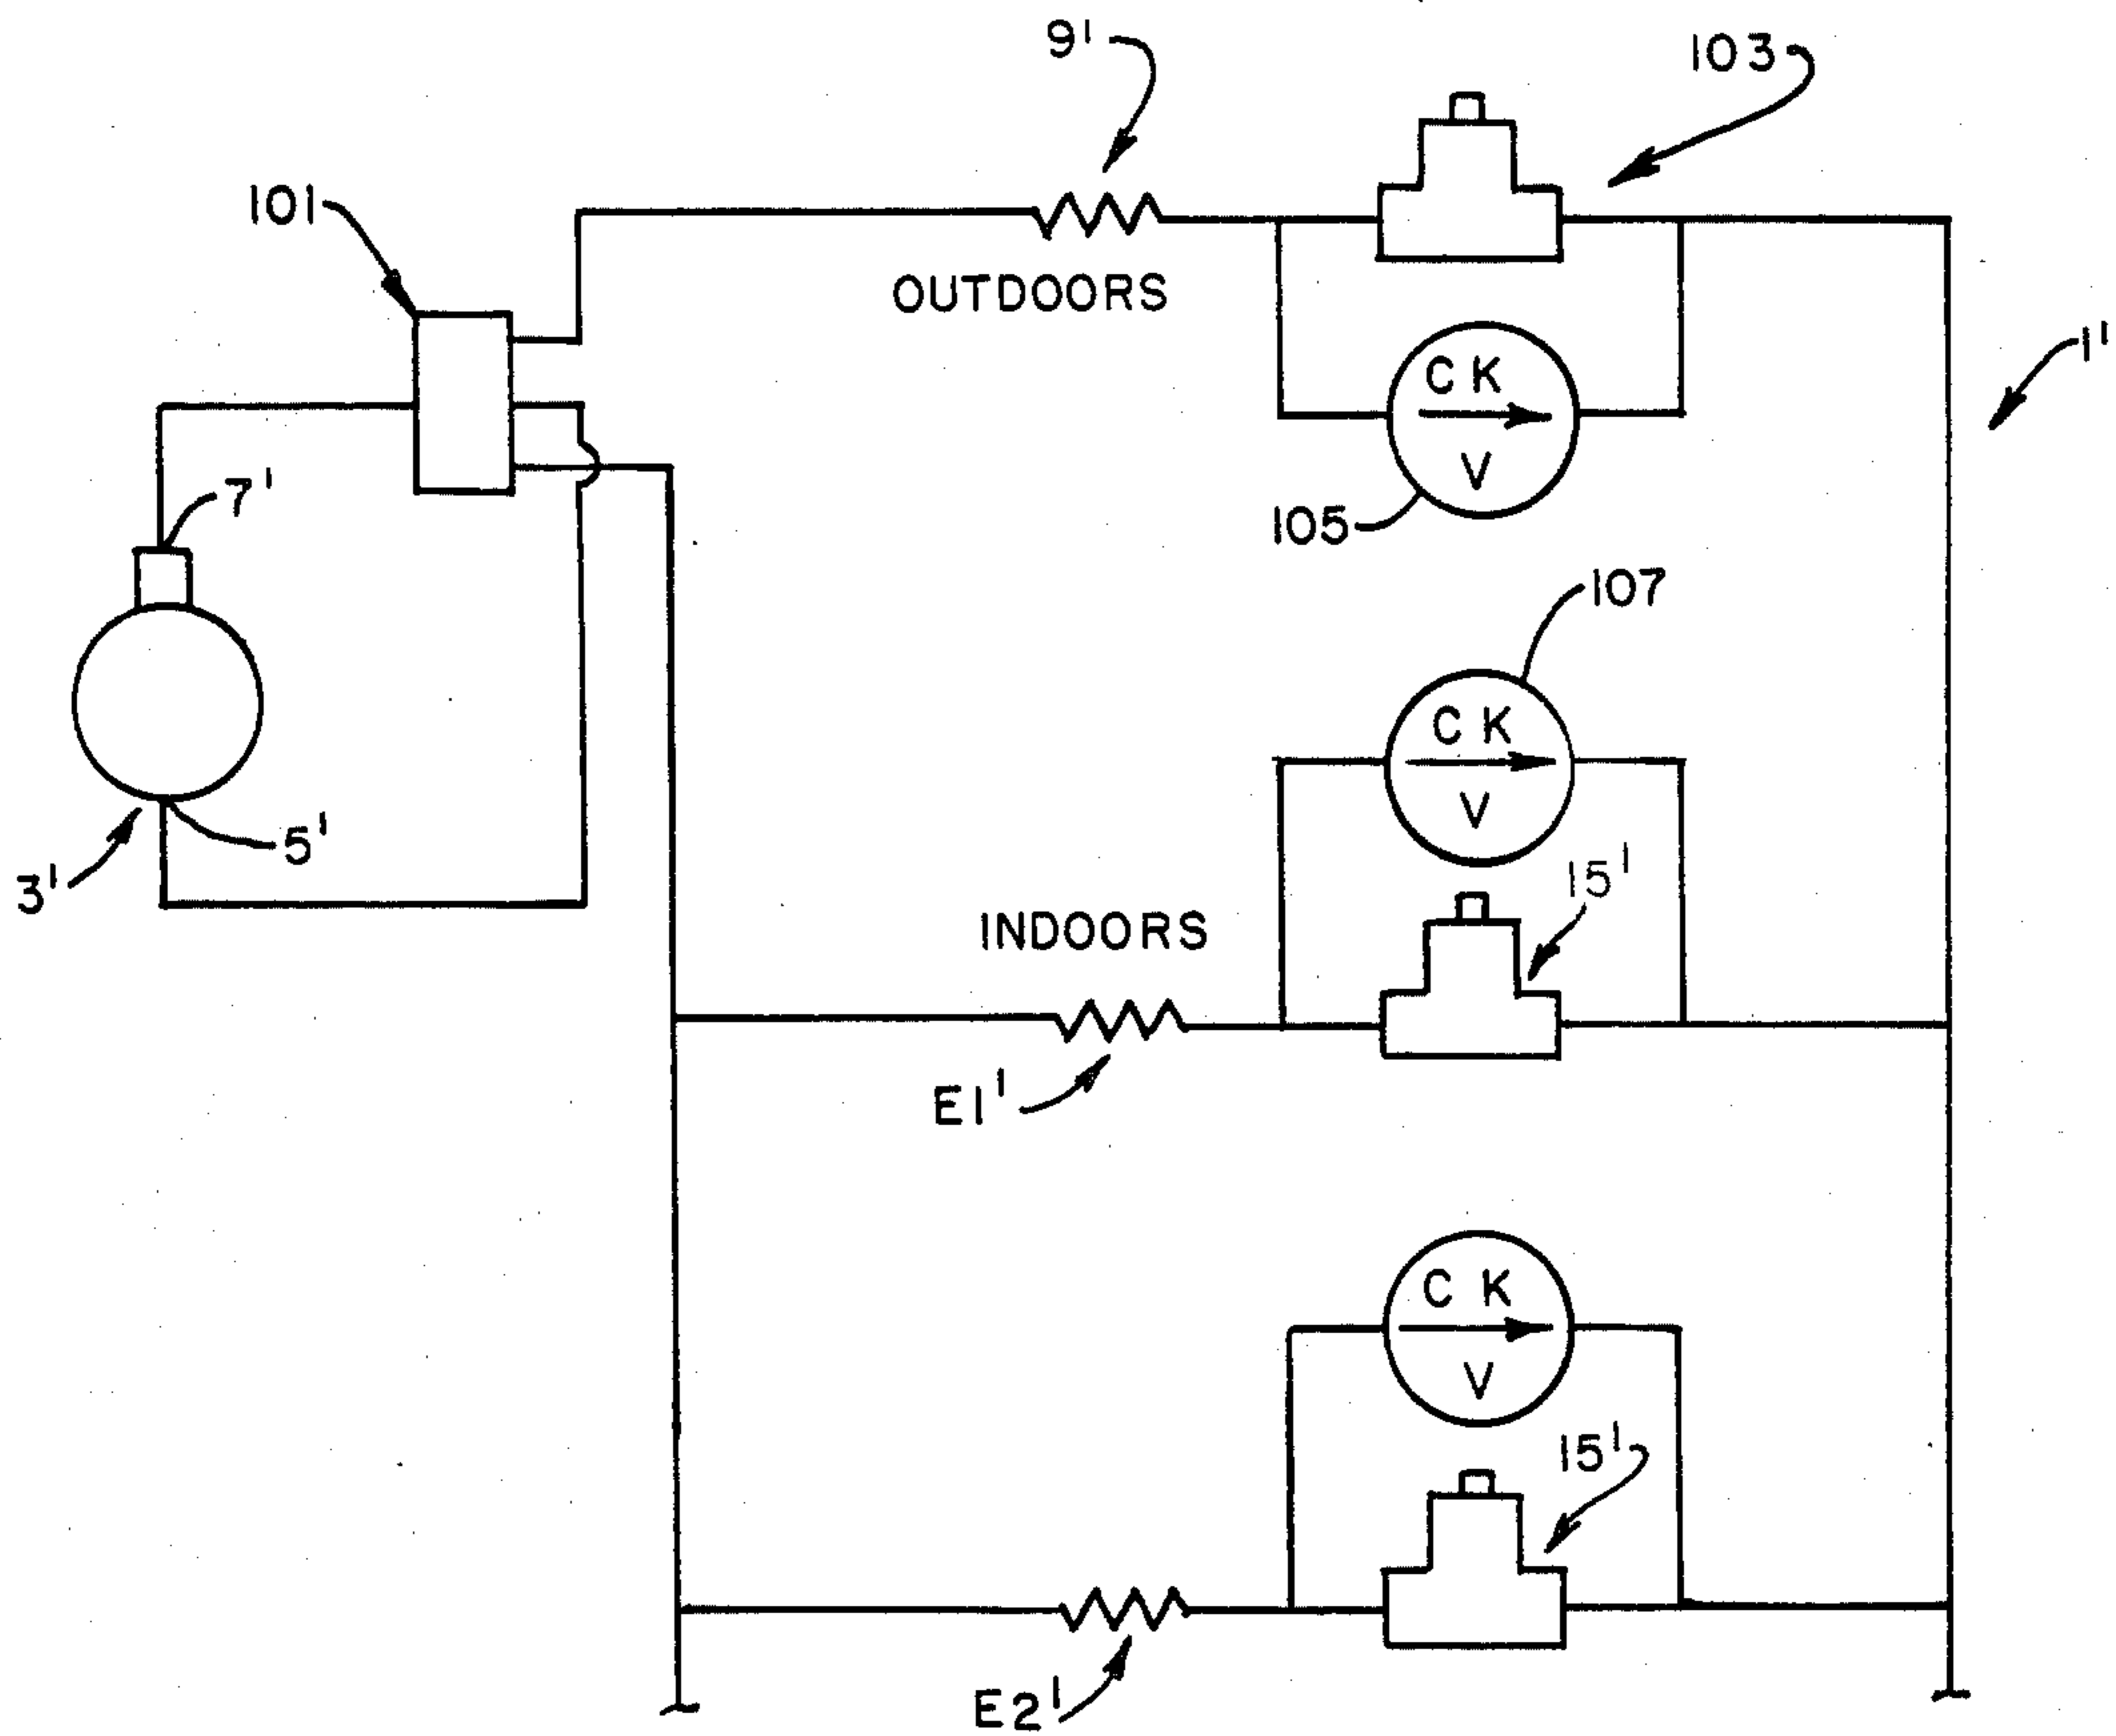 9'
103
101
OUTDOORS
1'
CK
V
105
7'
107
CK
V
5'
3'
15'
INDOORS
E1'
CK
V
15'
E2'